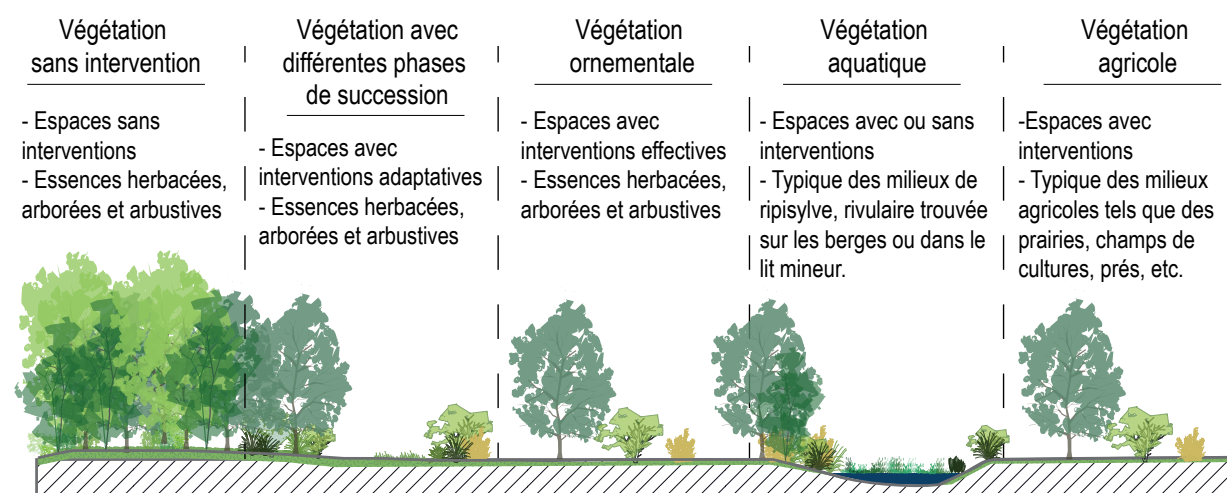 Végétation
sans intervention
- Espaces sans
interventions
- Essences herbacées,
arborées et arbustives
Végétation avec
différentes phases
de succession
- Espaces avec
interventions adaptatives
- Essences herbacées,
arborées et arbustives
Végétation
ornementale
- Espaces avec
interventions effectives
- Essences herbacées,
arborées et arbustives
Végétation
aquatique
- Espaces avec ou sans
interventions
- Typique des milieux de
ripisylve, rivulaire trouvée
sur les berges ou dans le
lit mineur.
Végétation
agricole
-Espaces avec
interventions
- Typique des milieux
agricoles tels que des
prairies, champs de
cultures, prés, etc.